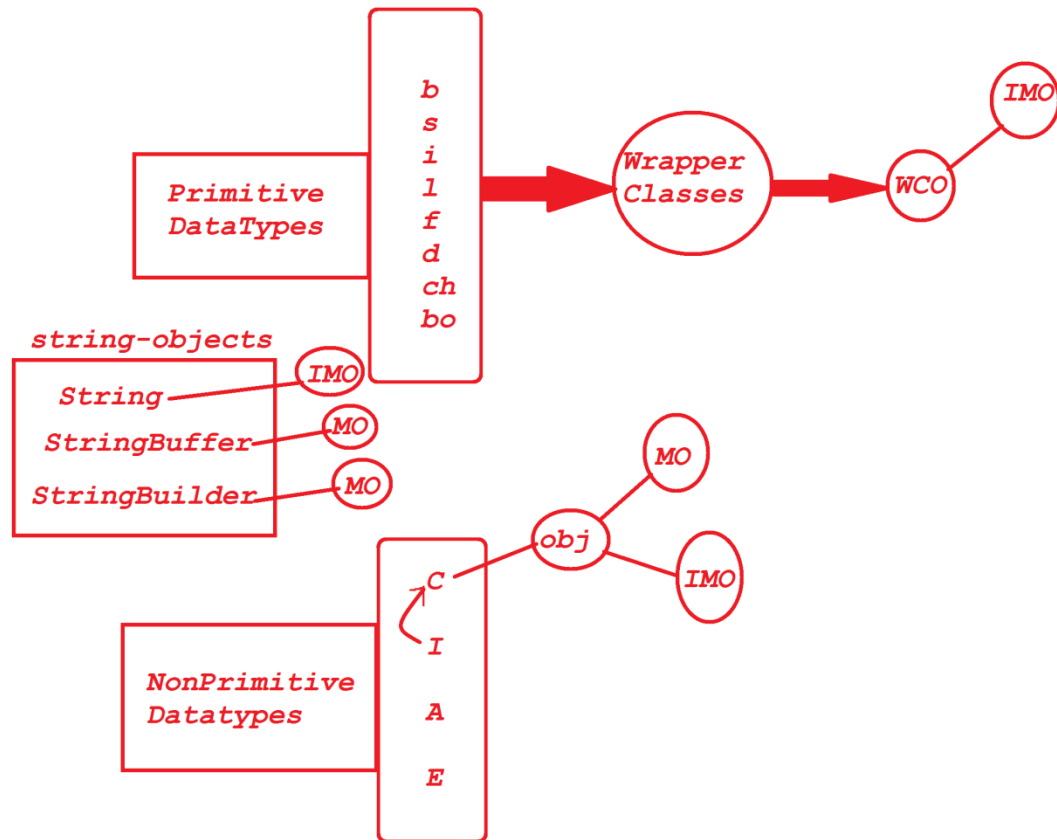 Primitive
DataTypes
b
s
i
l
f
d
ch
bo
Wrapper
Classes
WCO
IMO
string-objects
String
IMO
StringBuffer
MO
StringBuilder
MO
NonPrimitive
Datatypes
C
I
A
E
obj
MO
IMO